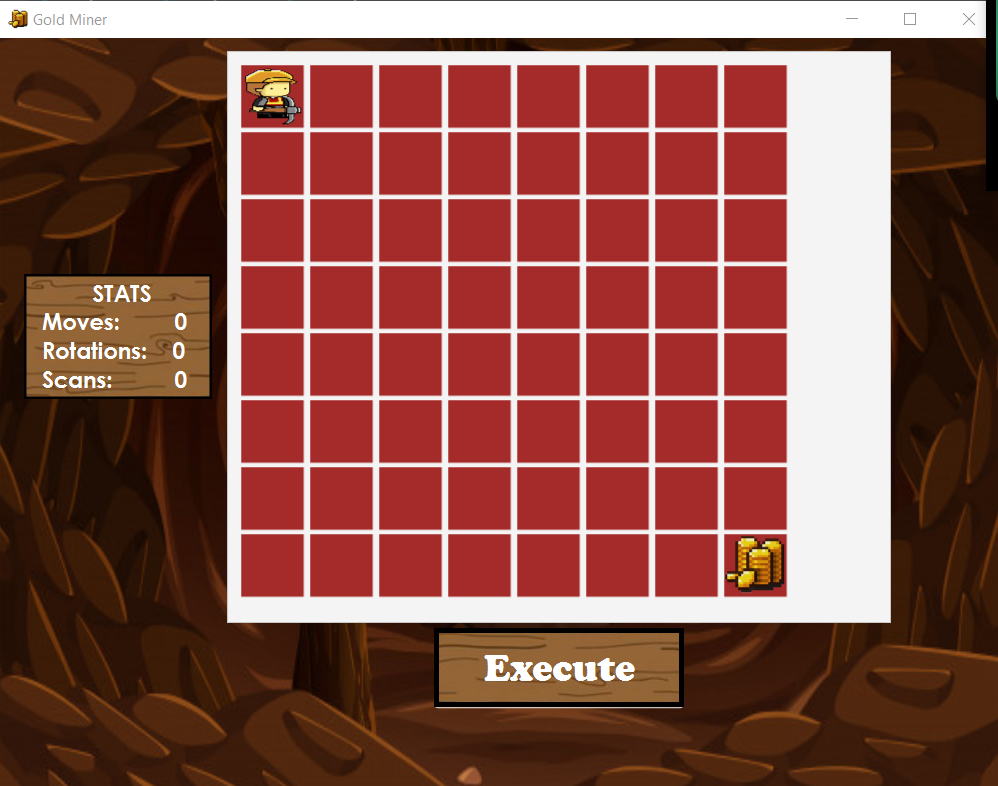 Gold Miner
STATS
Moves: 0
Rotations: 0
Scans: 0
Execute